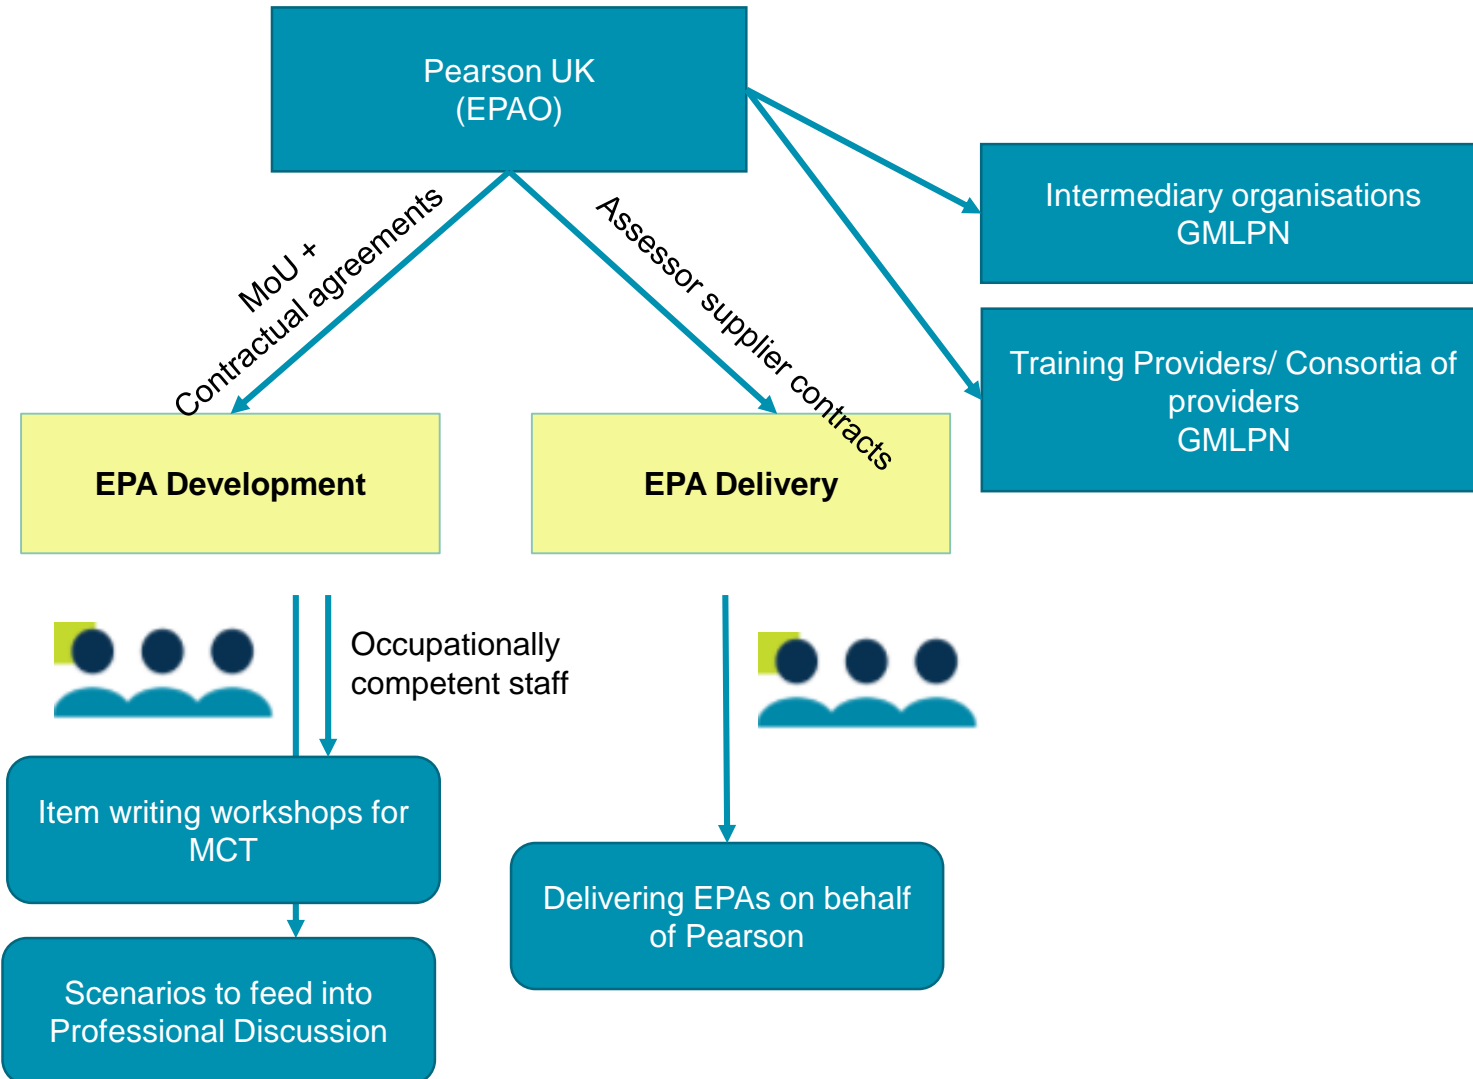 Pearson UK
(EPAO)
Intermediary organisations
GMLPN
MoU +
Contractual agreements
Assessor supplier contracts
Training Providers/ Consortia of
providers
GMLPN
EPA Development
EPA Delivery
Occupationally
competent staff
Item writing workshops for
MCT
Delivering EPAs on behalf
of Pearson
Scenarios to feed into
Professional Discussion